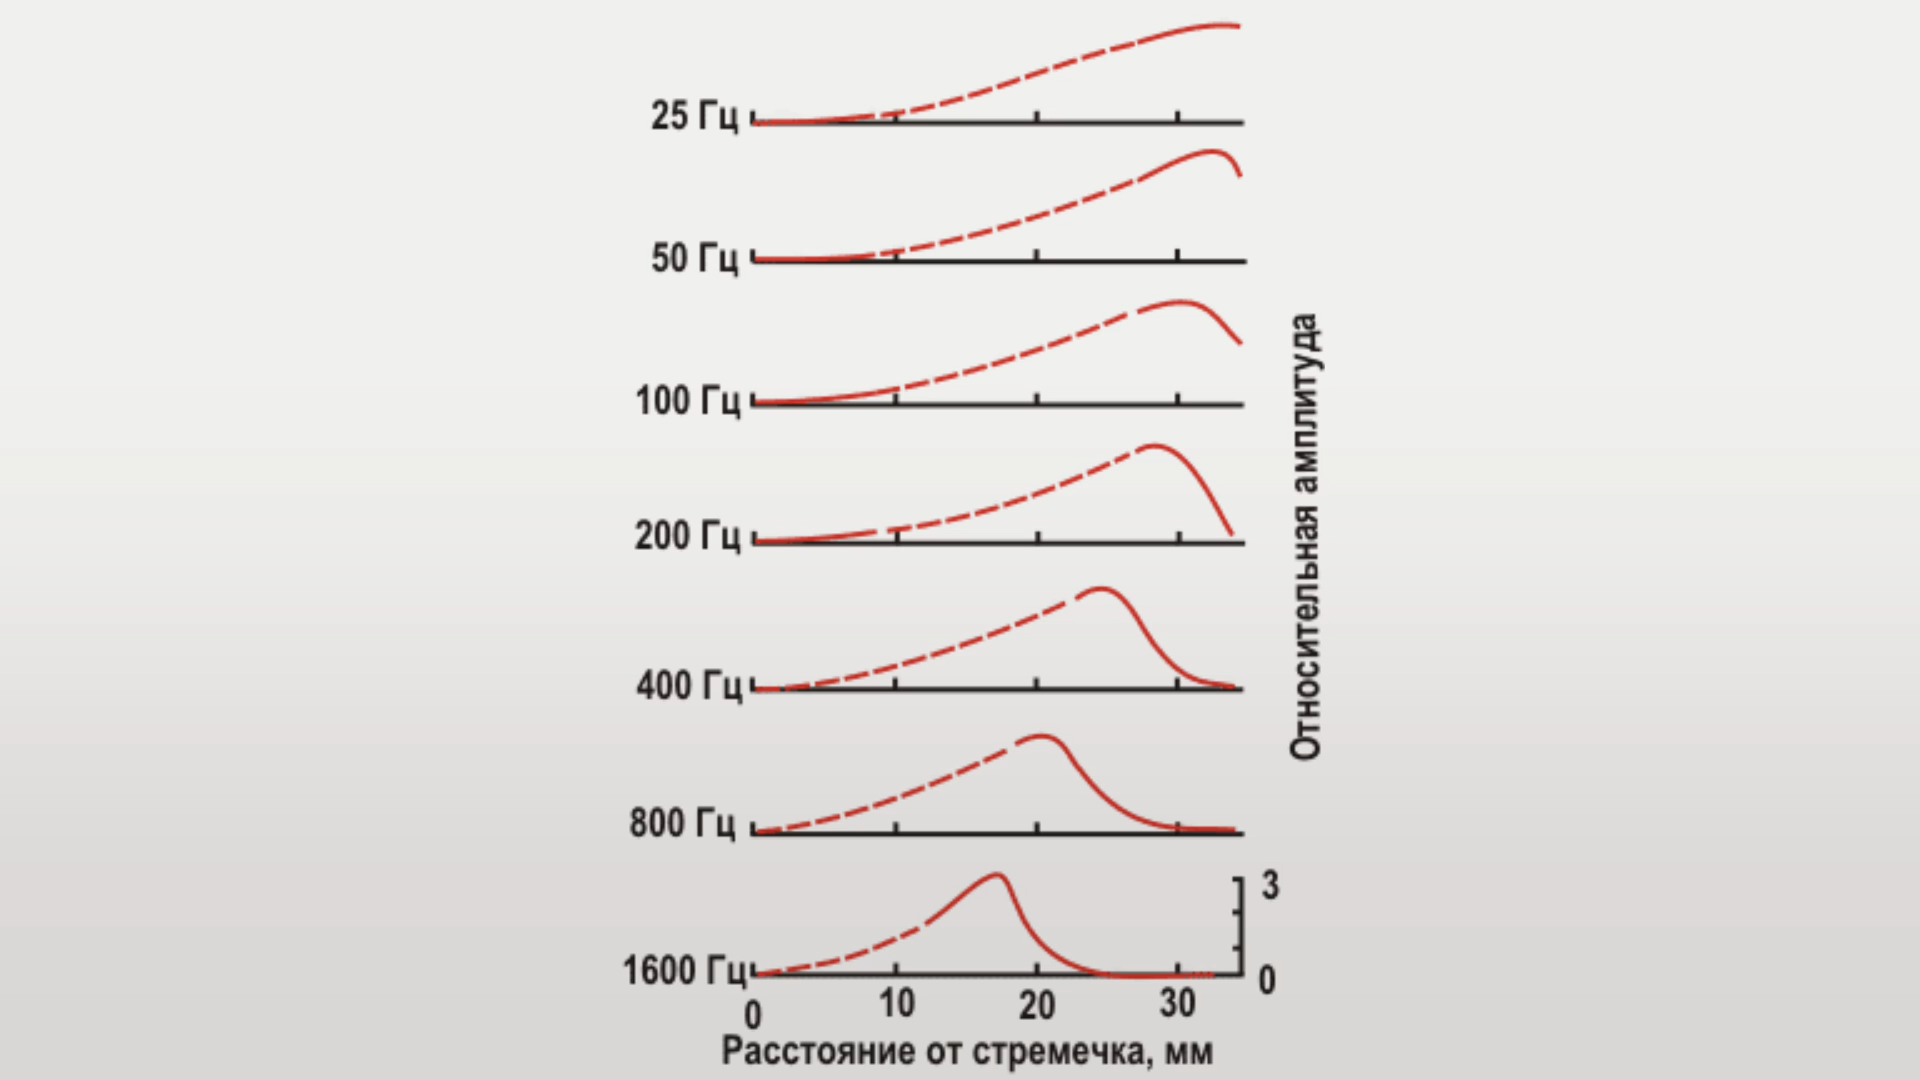 25 Гц
50 Гц
100 Гц
200 Гц
400 Гц
800 Гц
1600 Гц
Относительная амплитуда
3
0
0 10 20 30
Расстояние от стремечка, мм